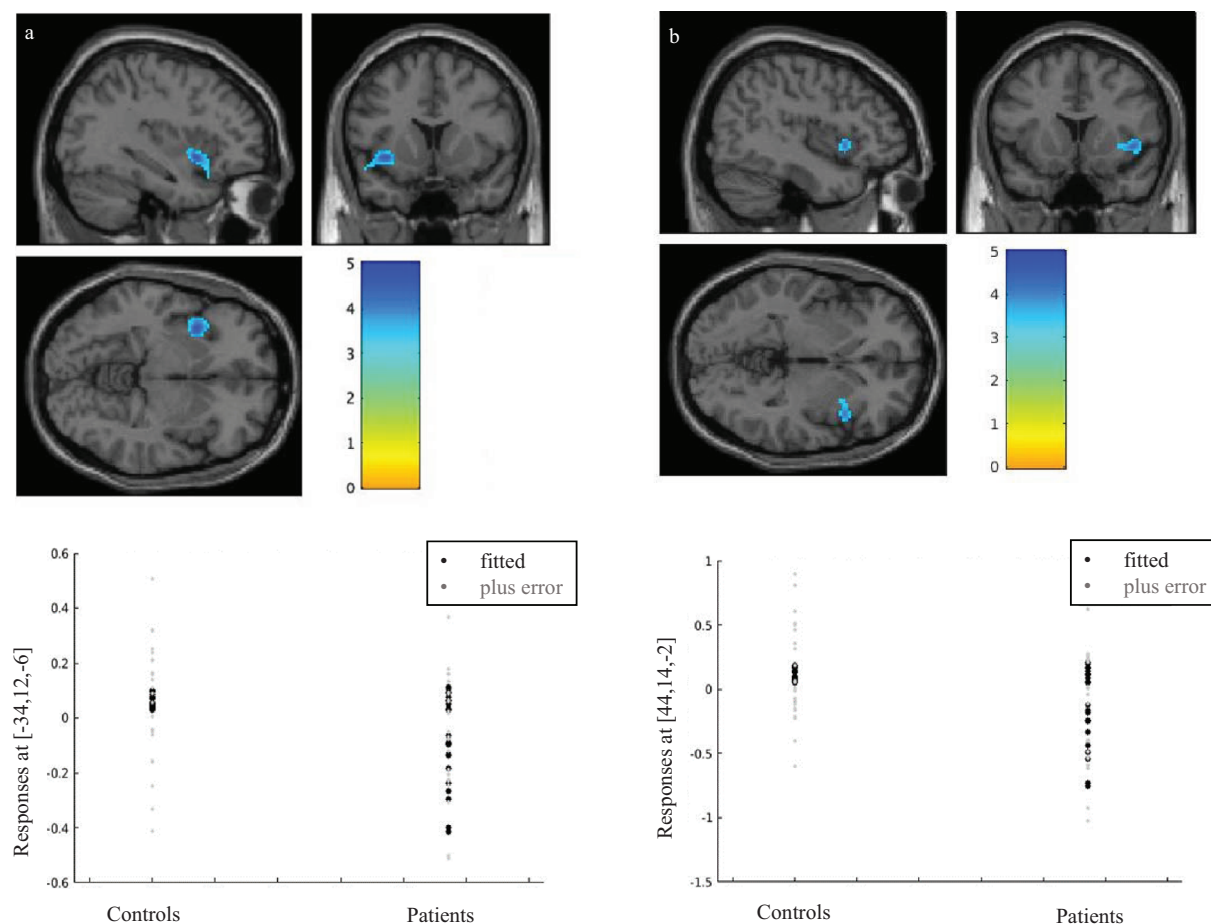 a
b
5
4
3
2
1
0
5
4
3
2
1
0
0.6
0.4
0.2
0
-0.2
-0.4
-0.6
Responses at [-34,12,-6]
fitted
plus error
Controls
Patients
1
0.5
0
-0.5
-1
-1.5
Responses at [44,14,-2]
fitted
plus error
Controls
Patients